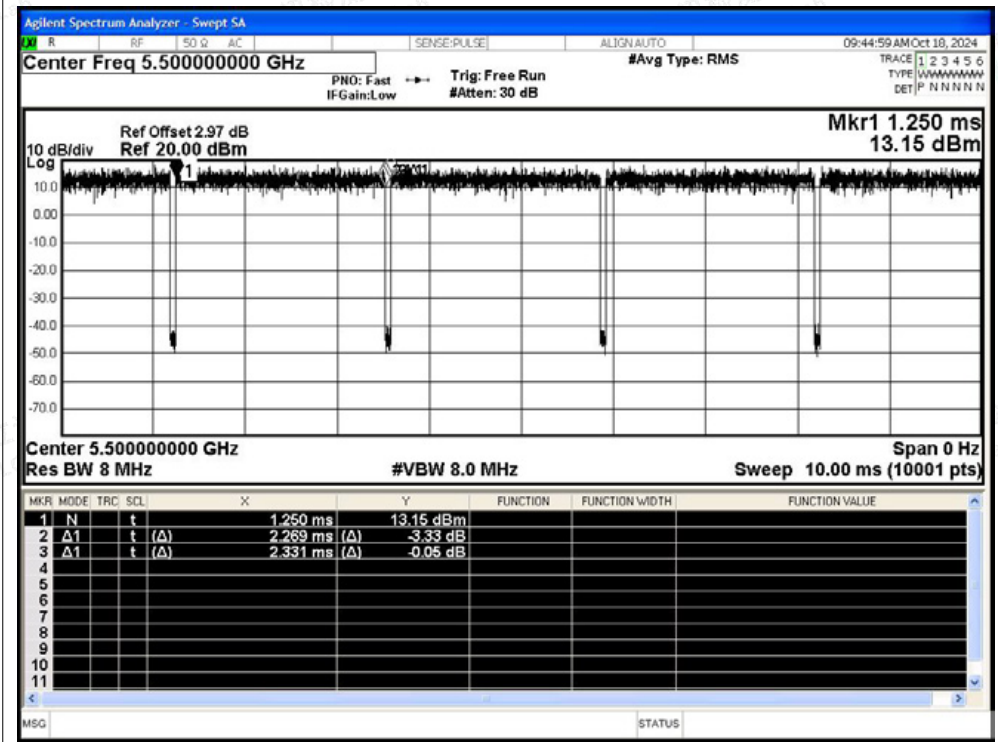 Agilent Spectrum Analyzer - Swept SA
LXI R RF 50 Ω AC SENSE:PULSE ALIGN AUTO 09:44:59 AM Oct 18, 2024
Center Freq 5.500000000 GHz #Avg Type: RMS TRACE 1 2 3 4 5 6
PNO: Fast Trig: Free Run TYPE WWWWWW
IFGain:Low #Atten: 30 dB DET P N N N N N
Mkr1 1.250 ms
Ref Offset 2.97 dB
10 dB/div Ref 20.00 dBm 13.15 dBm
Log
1
10.0
0.00
-10.0
-20.0
-30.0
-40.0
-50.0
-60.0
-70.0
Center 5.500000000 GHz Span 0 Hz
Res BW 8 MHz #VBW 8.0 MHz Sweep 10.00 ms (10001 pts)
MKR MODE TRC SCL X Y FUNCTION FUNCTION WIDTH FUNCTION VALUE
1 N t 1.250 ms 13.15 dBm
2 Δ1 t (Δ) 2.269 ms (Δ) -3.33 dB
3 Δ1 t (Δ) 2.331 ms (Δ) -0.05 dB
4
5
6
7
8
9
10
11
MSG STATUS